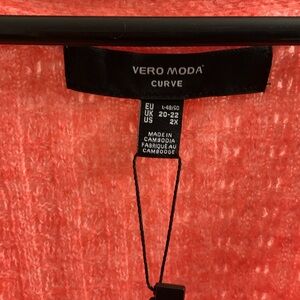 VERO MODA
CURVE
EU L-48/50
UK 20-22
US 2X
MADE IN
CAMBODIA
FABRIQUÉ AU
CAMBODGE